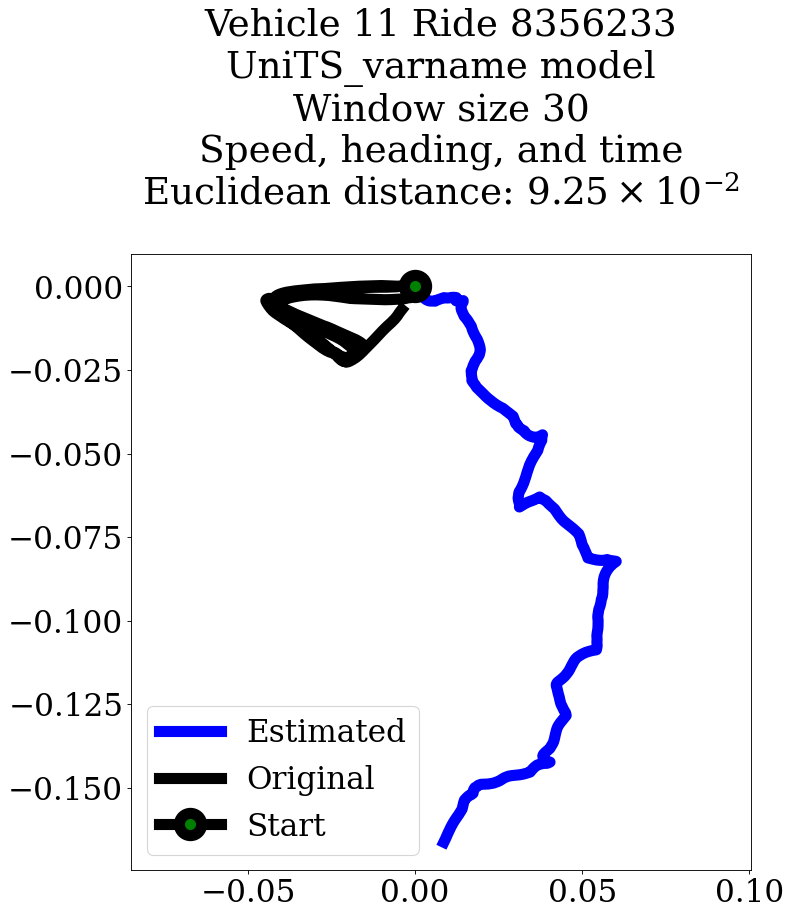 Vehicle 11 Ride 8356233
UniTS_varname model
Window size 30
Speed, heading, and time
Euclidean distance: 9.25 × 10⁻²
0.000
−0.025
−0.050
−0.075
−0.100
−0.125
−0.150
Estimated
Original
Start
−0.05 0.00 0.05 0.10